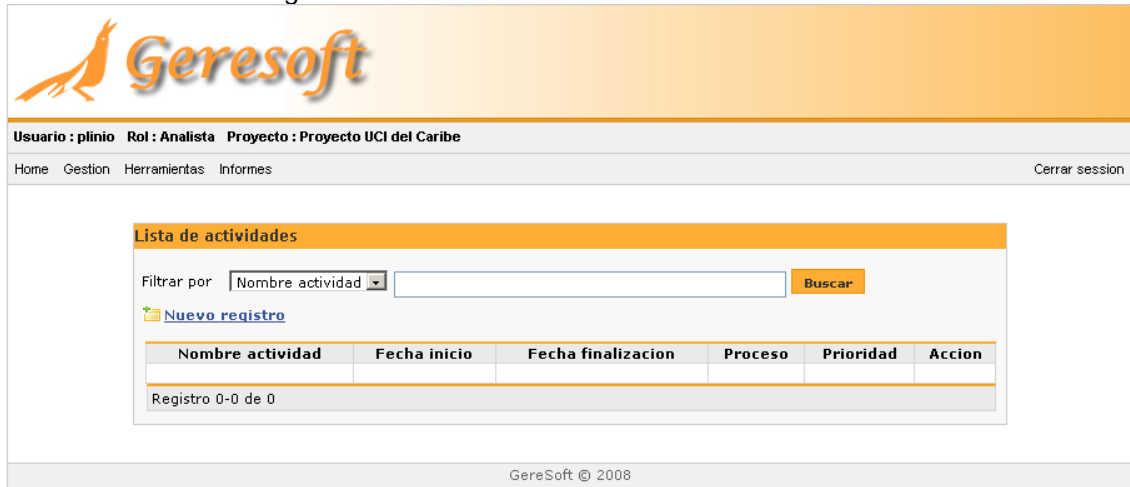 Geresoft
Usuario : plinio Rol : Analista Proyecto : Proyecto UCI del Caribe
Home Gestion Herramientas Informes Cerrar session
Lista de actividades
Filtrar por Nombre actividad Buscar
Nuevo registro
Nombre actividad Fecha inicio Fecha finalizacion Proceso Prioridad Accion
Registro 0-0 de 0
GereSoft © 2008